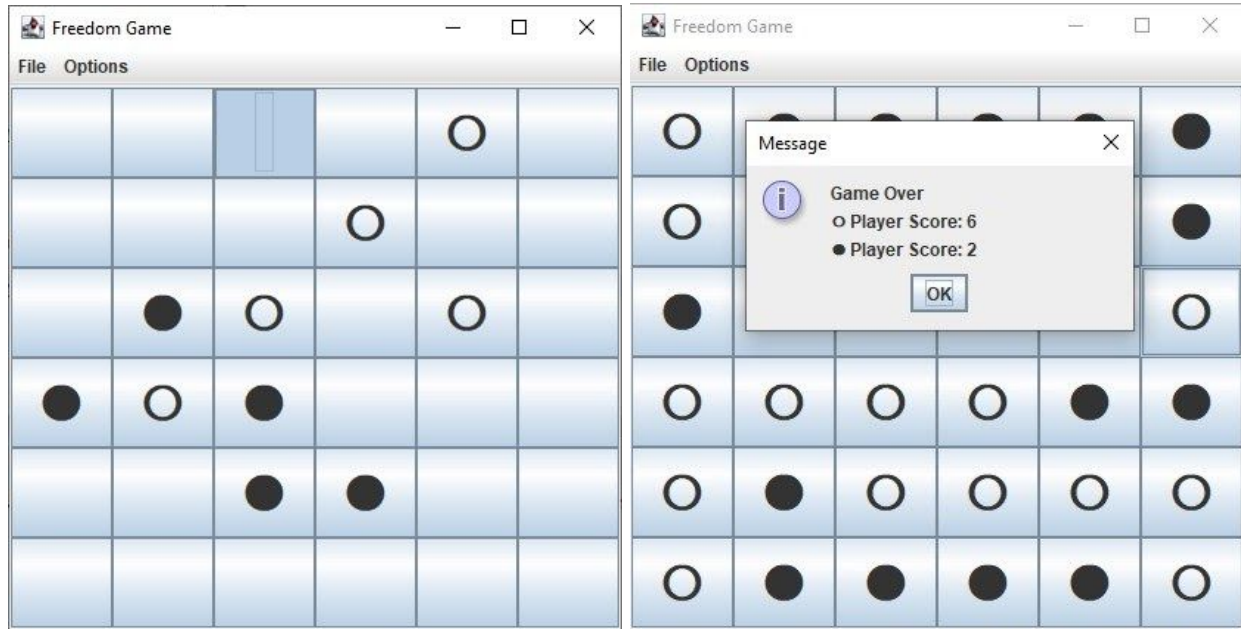 Freedom Game
File Options
Freedom Game
File Options
Message
Game Over
O Player Score: 6
● Player Score: 2
OK